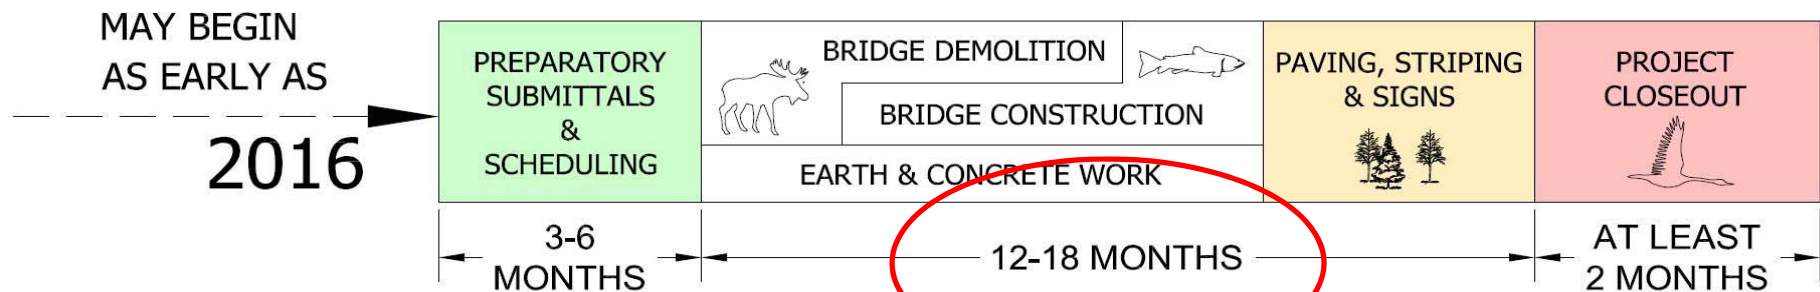 MAY BEGIN
AS EARLY AS
2016
PREPARATORY
SUBMITTALS
&
SCHEDULING
BRIDGE DEMOLITION
BRIDGE CONSTRUCTION
EARTH & CONCRETE WORK
PAVING, STRIPING
& SIGNS
PROJECT
CLOSEOUT
3-6
MONTHS
12-18 MONTHS
AT LEAST
2 MONTHS